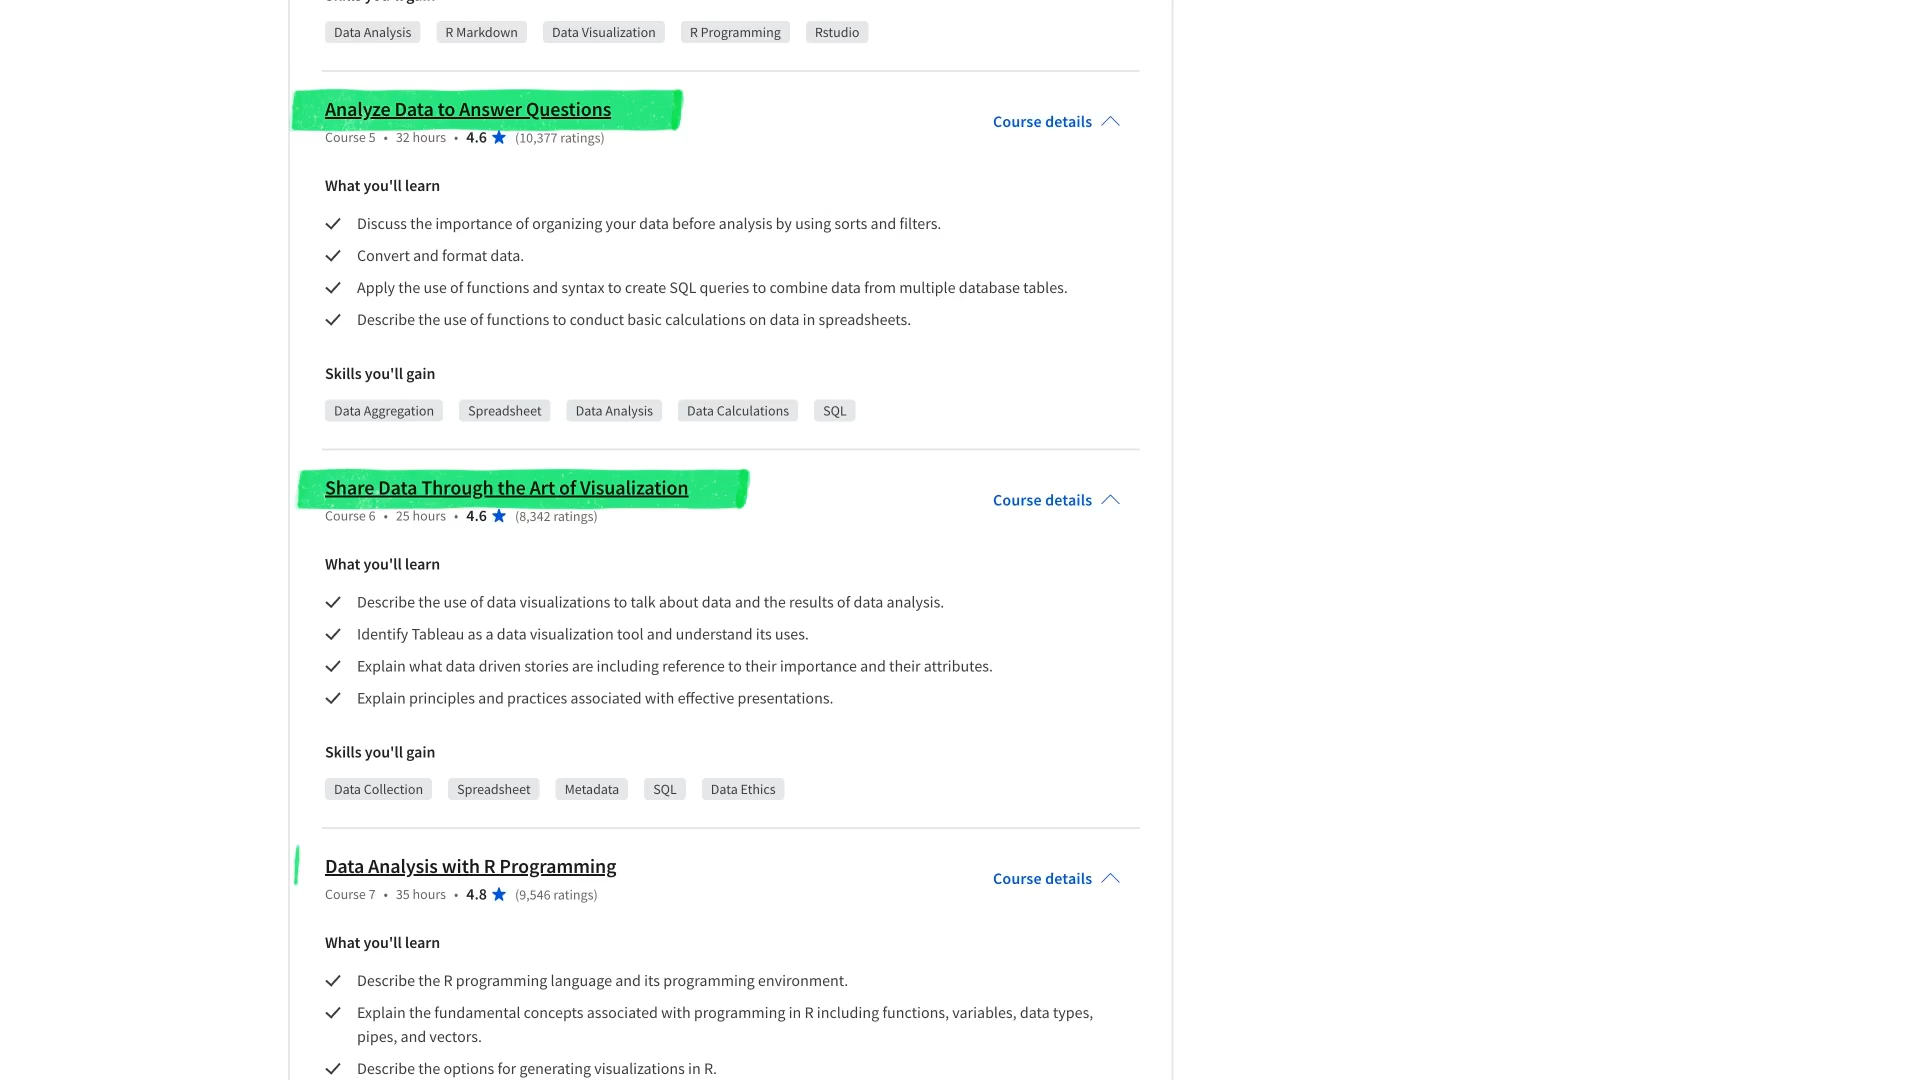 Skills you'll gain
Data Analysis R Markdown Data Visualization R Programming Rstudio
Analyze Data to Answer Questions
Course 5 • 32 hours • 4.6 ★ (10,377 ratings)
Course details
What you'll learn
Discuss the importance of organizing your data before analysis by using sorts and filters.
Convert and format data.
Apply the use of functions and syntax to create SQL queries to combine data from multiple database tables.
Describe the use of functions to conduct basic calculations on data in spreadsheets.
Skills you'll gain
Data Aggregation Spreadsheet Data Analysis Data Calculations SQL
Share Data Through the Art of Visualization
Course 6 • 25 hours • 4.6 ★ (8,342 ratings)
Course details
What you'll learn
Describe the use of data visualizations to talk about data and the results of data analysis.
Identify Tableau as a data visualization tool and understand its uses.
Explain what data driven stories are including reference to their importance and their attributes.
Explain principles and practices associated with effective presentations.
Skills you'll gain
Data Collection Spreadsheet Metadata SQL Data Ethics
Data Analysis with R Programming
Course 7 • 35 hours • 4.8 ★ (9,546 ratings)
Course details
What you'll learn
Describe the R programming language and its programming environment.
Explain the fundamental concepts associated with programming in R including functions, variables, data types,
pipes, and vectors.
Describe the options for generating visualizations in R.